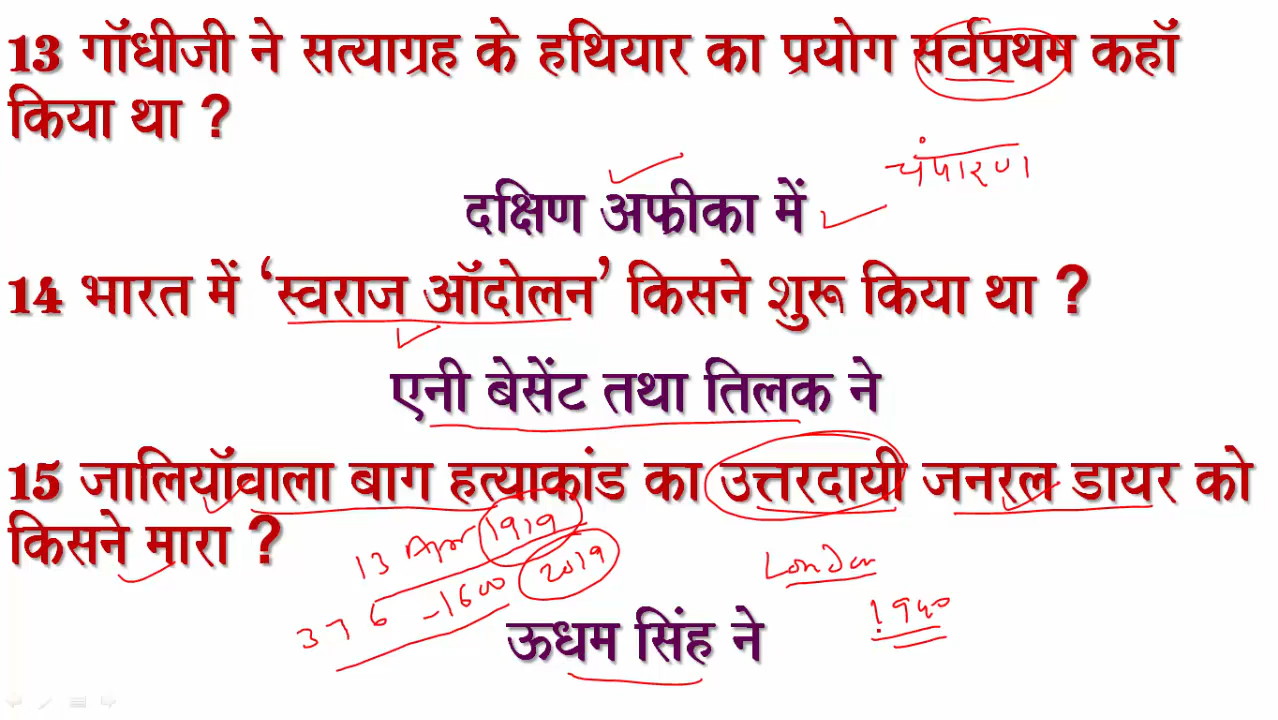 13 गॉधीजी ने सत्याग्रह के हथियार का प्रयोग सर्वप्रथम कहॉ
किया था ?
चंपारण
दक्षिण अफ्रीका में
14 भारत में ‘स्वराज ऑदोलन’ किसने शुरू किया था ?
एनी बेसेंट तथा तिलक ने
15 जालियॉवाला बाग हत्याकांड का उत्तरदायी जनरल डायर को
किसने मारा ?
13 Apr 1919
2019
London
376 - 1600
1940
ऊधम सिंह ने